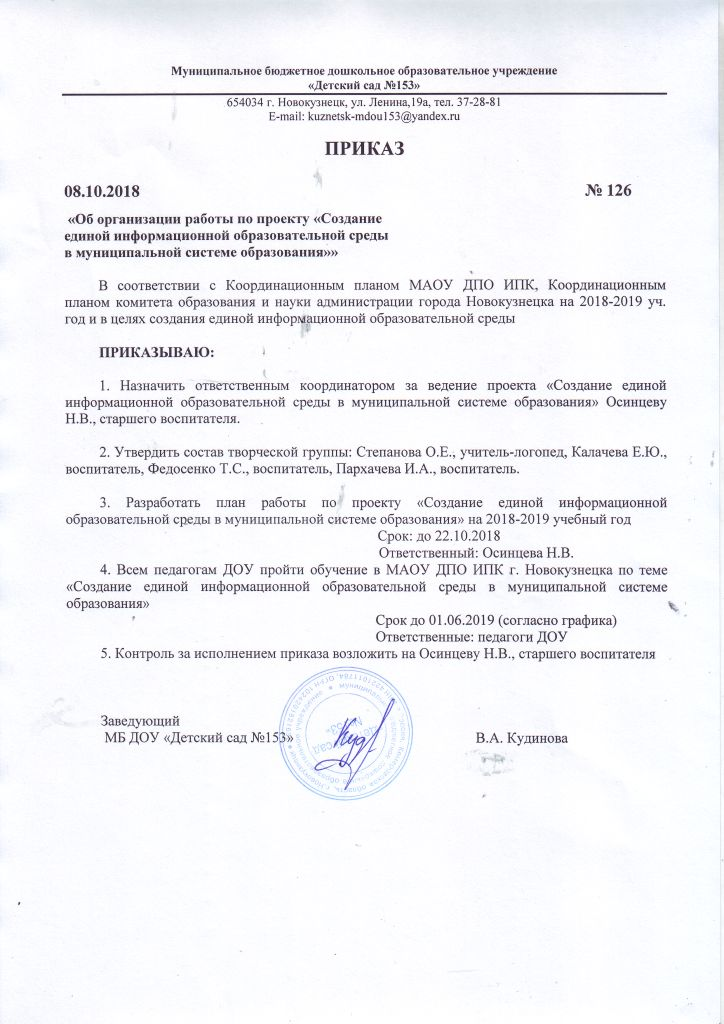 Муниципальное бюджетное дошкольное образовательное учреждение
«Детский сад №153»
654034 г. Новокузнецк, ул. Ленина,19а, тел. 37-28-81
E-mail: kuznetsk-mdou153@yandex.ru
ПРИКАЗ
08.10.2018 № 126
«Об организации работы по проекту «Создание
единой информационной образовательной среды
в муниципальной системе образования»»
В соответствии с Координационным планом МАОУ ДПО ИПК, Координационным
планом комитета образования и науки администрации города Новокузнецка на 2018-2019 уч.
год и в целях создания единой информационной образовательной среды
ПРИКАЗЫВАЮ:
1. Назначить ответственным координатором за ведение проекта «Создание единой
информационной образовательной среды в муниципальной системе образования» Осинцеву
Н.В., старшего воспитателя.
2. Утвердить состав творческой группы: Степанова О.Е., учитель-логопед, Калачева Е.Ю.,
воспитатель, Федосенко Т.С., воспитатель, Пархачева И.А., воспитатель.
3. Разработать план работы по проекту «Создание единой информационной
образовательной среды в муниципальной системе образования» на 2018-2019 учебный год
Срок: до 22.10.2018
Ответственный: Осинцева Н.В.
4. Всем педагогам ДОУ пройти обучение в МАОУ ДПО ИПК г. Новокузнецка по теме
«Создание единой информационной образовательной среды в муниципальной системе
образования»
Срок до 01.06.2019 (согласно графика)
Ответственные: педагоги ДОУ
5. Контроль за исполнением приказа возложить на Осинцеву Н.В., старшего воспитателя
Заведующий
МБ ДОУ «Детский сад №153» В.А. Кудинова